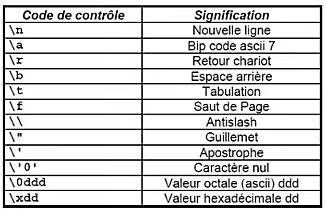 Code de contrôle Signification
\n Nouvelle ligne
\a Bip code ascii 7
\r Retour chariot
\b Espace arrière
\t Tabulation
\f Saut de Page
\\ Antislash
\" Guillemet
\' Apostrophe
\'0' Caractère nul
\0ddd Valeur octale (ascii) ddd
\xdd Valeur hexadécimale dd